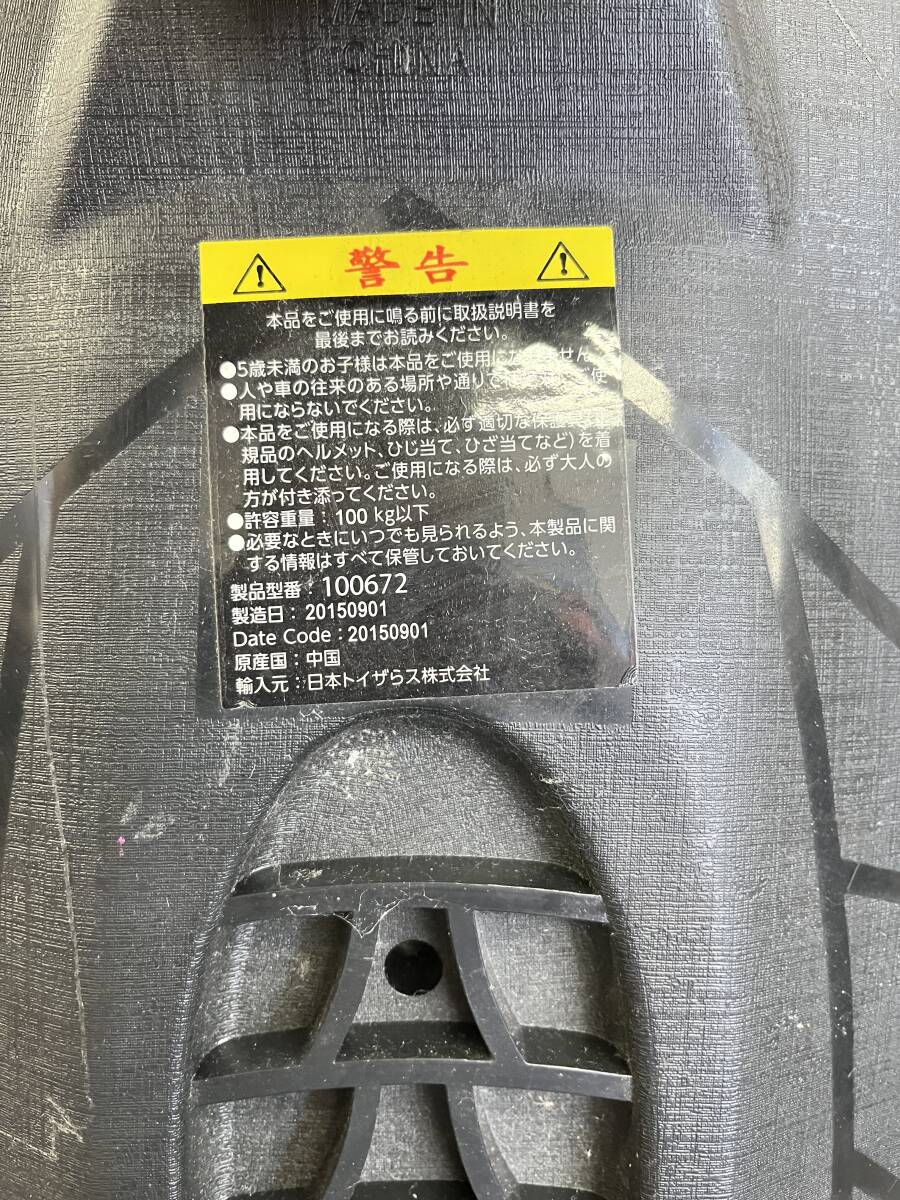 MADE IN
CHINA
警告
本品をご使用に鳴る前に取扱説明書を
最後までお読みください。
●5歳未満のお子様は本品をご使用に
●人や車の往来のある場所や通りで
用にならないでください。
●本品をご使用になる際は、必ず適切な保護
規品のヘルメット、ひじ当て、ひざ当てなど)を着
用してください。ご使用になる際は、必ず大人の
方が付き添ってください。
●許容重量:100 kg以下
●必要なときにいつでも見られるよう、本製品に関
する情報はすべて保管しておいてください。
製品型番:100672
製造日:20150901
Date Code:20150901
原産国:中国
輸入元:日本トイザらス株式会社